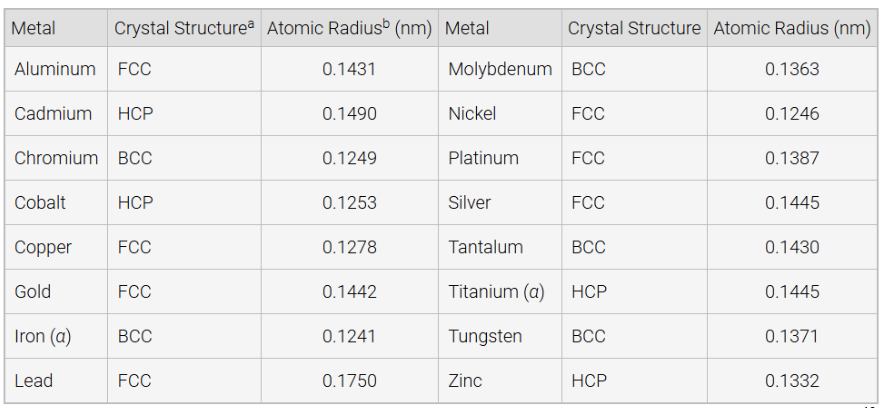 Metal Crystal Structureᵃ Atomic Radiusᵇ (nm) Metal Crystal Structure Atomic Radius (nm)
Aluminum FCC 0.1431 Molybdenum BCC 0.1363
Cadmium HCP 0.1490 Nickel FCC 0.1246
Chromium BCC 0.1249 Platinum FCC 0.1387
Cobalt HCP 0.1253 Silver FCC 0.1445
Copper FCC 0.1278 Tantalum BCC 0.1430
Gold FCC 0.1442 Titanium (α) HCP 0.1445
Iron (α) BCC 0.1241 Tungsten BCC 0.1371
Lead FCC 0.1750 Zinc HCP 0.1332